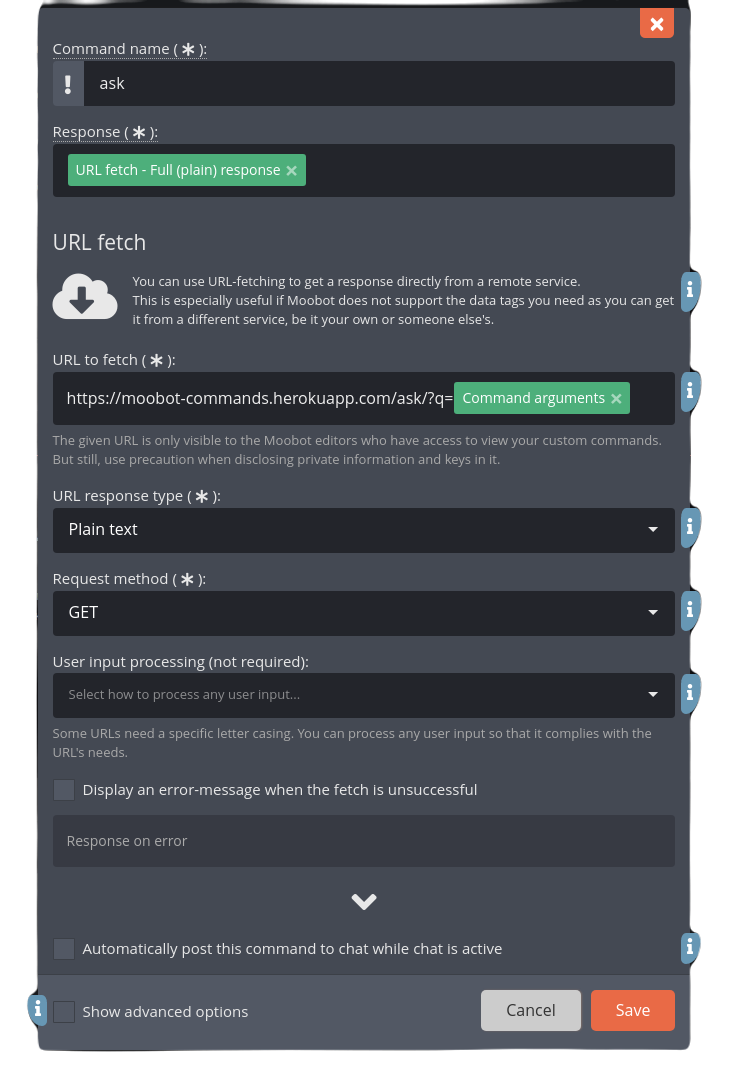 Command name ( ∗ ):
! ask
Response ( ∗ ):
URL fetch - Full (plain) response ×
URL fetch
You can use URL-fetching to get a response directly from a remote service.
This is especially useful if Moobot does not support the data tags you need as you can get
it from a different service, be it your own or someone else's.
URL to fetch ( ∗ ):
https://moobot-commands.herokuapp.com/ask/?q= Command arguments ×
The given URL is only visible to the Moobot editors who have access to view your custom commands.
But still, use precaution when disclosing private information and keys in it.
URL response type ( ∗ ):
Plain text
Request method ( ∗ ):
GET
User input processing (not required):
Select how to process any user input...
Some URLs need a specific letter casing. You can process any user input so that it complies with the
URL's needs.
Display an error-message when the fetch is unsuccessful
Response on error
Automatically post this command to chat while chat is active
Show advanced options
Cancel
Save